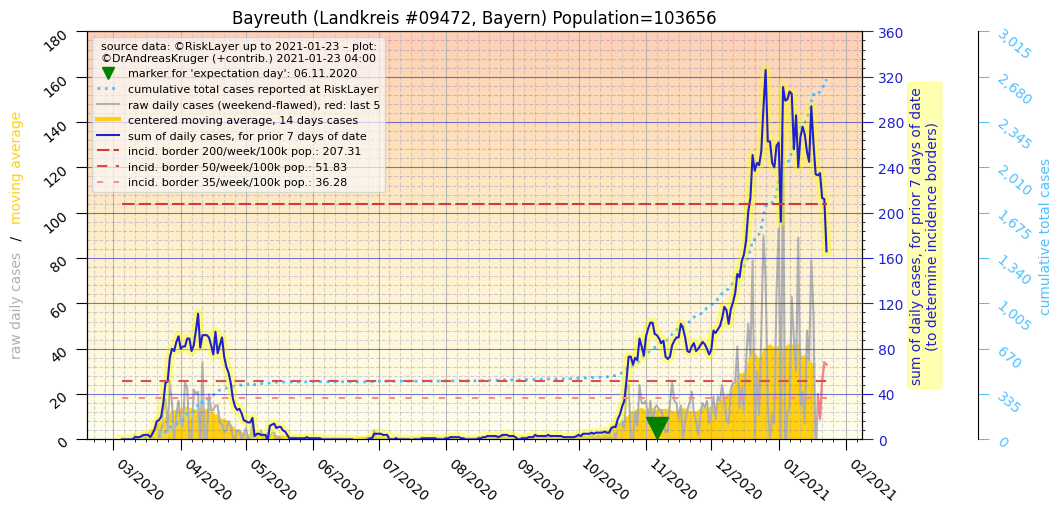 Bayreuth (Landkreis #09472, Bayern) Population=103656
source data: ©RiskLayer up to 2021-01-23 – plot:
©DrAndreasKruger (+contrib.) 2021-01-23 04:00
marker for 'expectation day': 06.11.2020
cumulative total cases reported at RiskLayer
raw daily cases (weekend-flawed), red: last 5
centered moving average, 14 days cases
sum of daily cases, for prior 7 days of date
incid. border 200/week/100k pop.: 207.31
incid. border 50/week/100k pop.: 51.83
incid. border 35/week/100k pop.: 36.28
raw daily cases / moving average
180
160
140
120
100
80
60
40
20
0
03/2020
04/2020
05/2020
06/2020
07/2020
08/2020
09/2020
10/2020
11/2020
12/2020
01/2021
02/2021
360
320
280
240
200
160
120
80
40
0
sum of daily cases, for prior 7 days of date
(to determine incidence borders)
3,015
2,680
2,345
2,010
1,675
1,340
1,005
670
335
0
cumulative total cases